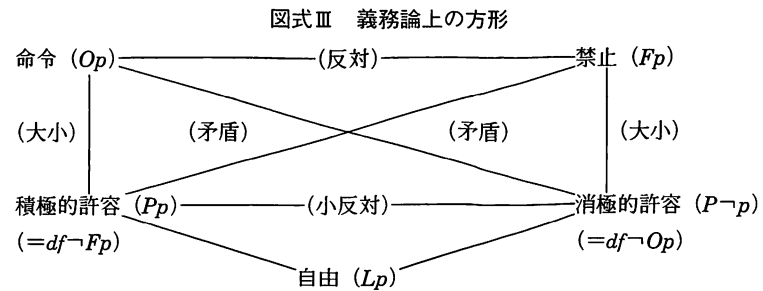 図式Ⅲ 義務論上の方形
命令（Op） （反対） 禁止（Fp）
（大小） （矛盾） （矛盾） （大小）
積極的許容（Pp） （小反対） 消極的許容（P¬p）
（=df¬Fp） （=df¬Op）
自由（Lp）